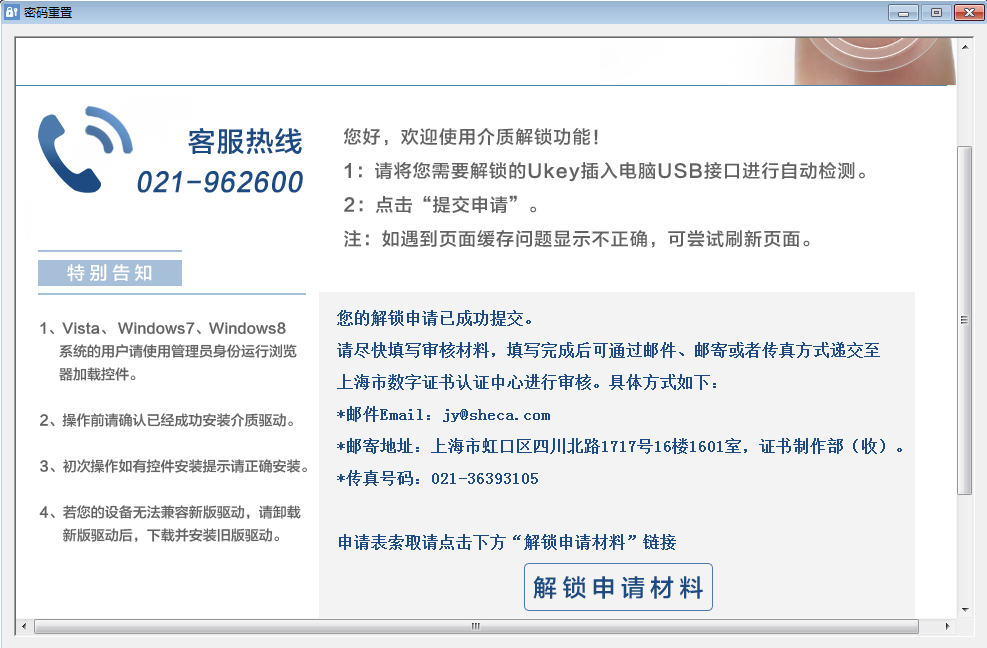 密码重置
客服热线
021-962600
您好，欢迎使用介质解锁功能！
1：请将您需要解锁的Ukey插入电脑USB接口进行自动检测。
2：点击“提交申请”。
注：如遇到页面缓存问题显示不正确，可尝试刷新页面。
特别告知
1、Vista、Windows7、Windows8
系统的用户请使用管理员身份运行浏览
器加载控件。
2、操作前请确认已经成功安装介质驱动。
3、初次操作如有控件安装提示请正确安装。
4、若您的设备无法兼容新版驱动，请卸载
新版驱动后，下载并安装旧版驱动。
您的解锁申请已成功提交。
请尽快填写审核材料，填写完成后可通过邮件、邮寄或者传真方式递交至
上海市数字证书认证中心进行审核。具体方式如下：
*邮件Email：jy@sheca.com
*邮寄地址：上海市虹口区四川北路1717号16楼1601室，证书制作部（收）。
*传真号码：021-36393105
申请表索取请点击下方“解锁申请材料”链接
解锁申请材料